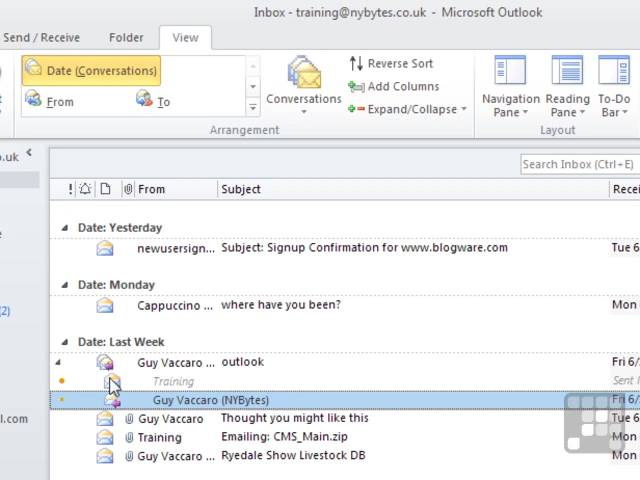 Inbox - training@nybytes.co.uk - Microsoft Outlook
Send / Receive Folder View
Date (Conversations)
From To
Conversations
Reverse Sort
Add Columns
Expand/Collapse
Navigation Pane
Reading Pane
To-Do Bar
Arrangement
Layout
o.uk
Search Inbox (Ctrl+E)
! From Subject Recei
Date: Yesterday
newusersign... Subject: Signup Confirmation for www.blogware.com Tue 6
Date: Monday
(2)
Cappuccino ... where have you been? Mon
Date: Last Week
Guy Vaccaro ... outlook Fri 6/
Training Sent I
Guy Vaccaro (NYBytes) Fri 6/
l.com
Guy Vaccaro Thought you might like this Tue 6
Training Emailing: CMS_Main.zip Mon
Guy Vaccaro ... Ryedale Show Livestock DB Mon